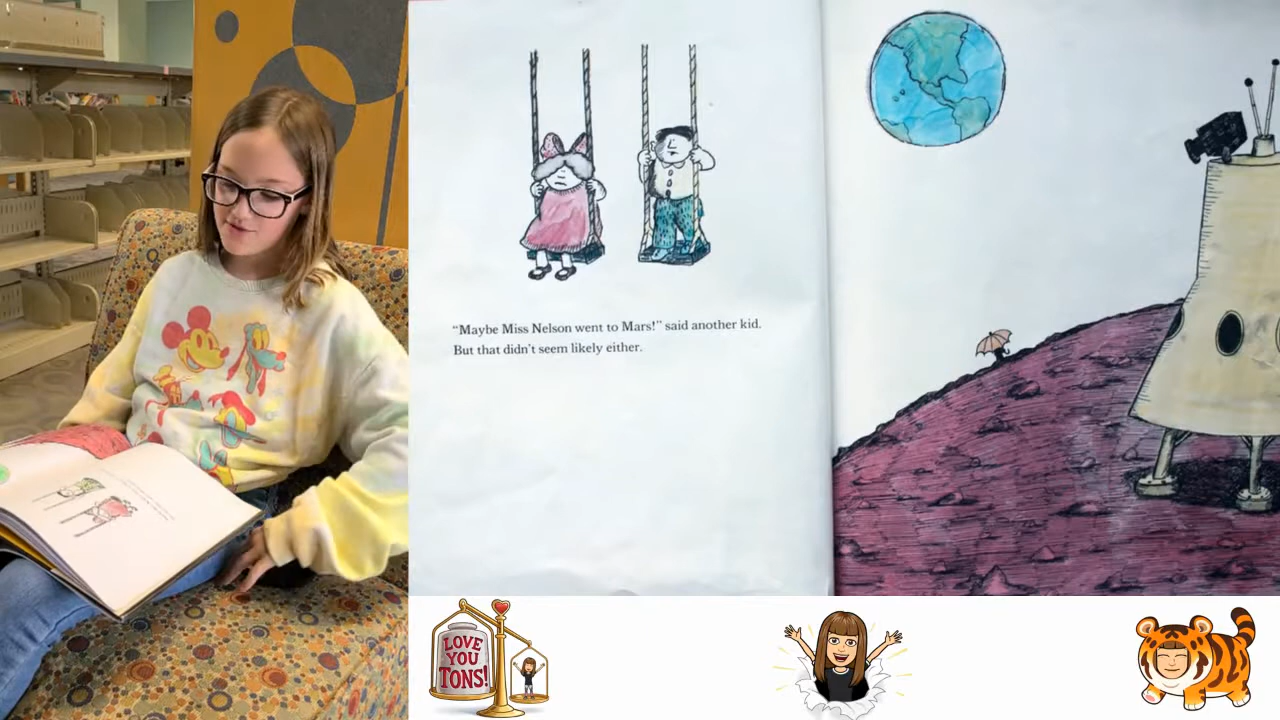 “Maybe Miss Nelson went to Mars!” said another kid.
But that didn’t seem likely either.
LOVE
YOU
TONS!